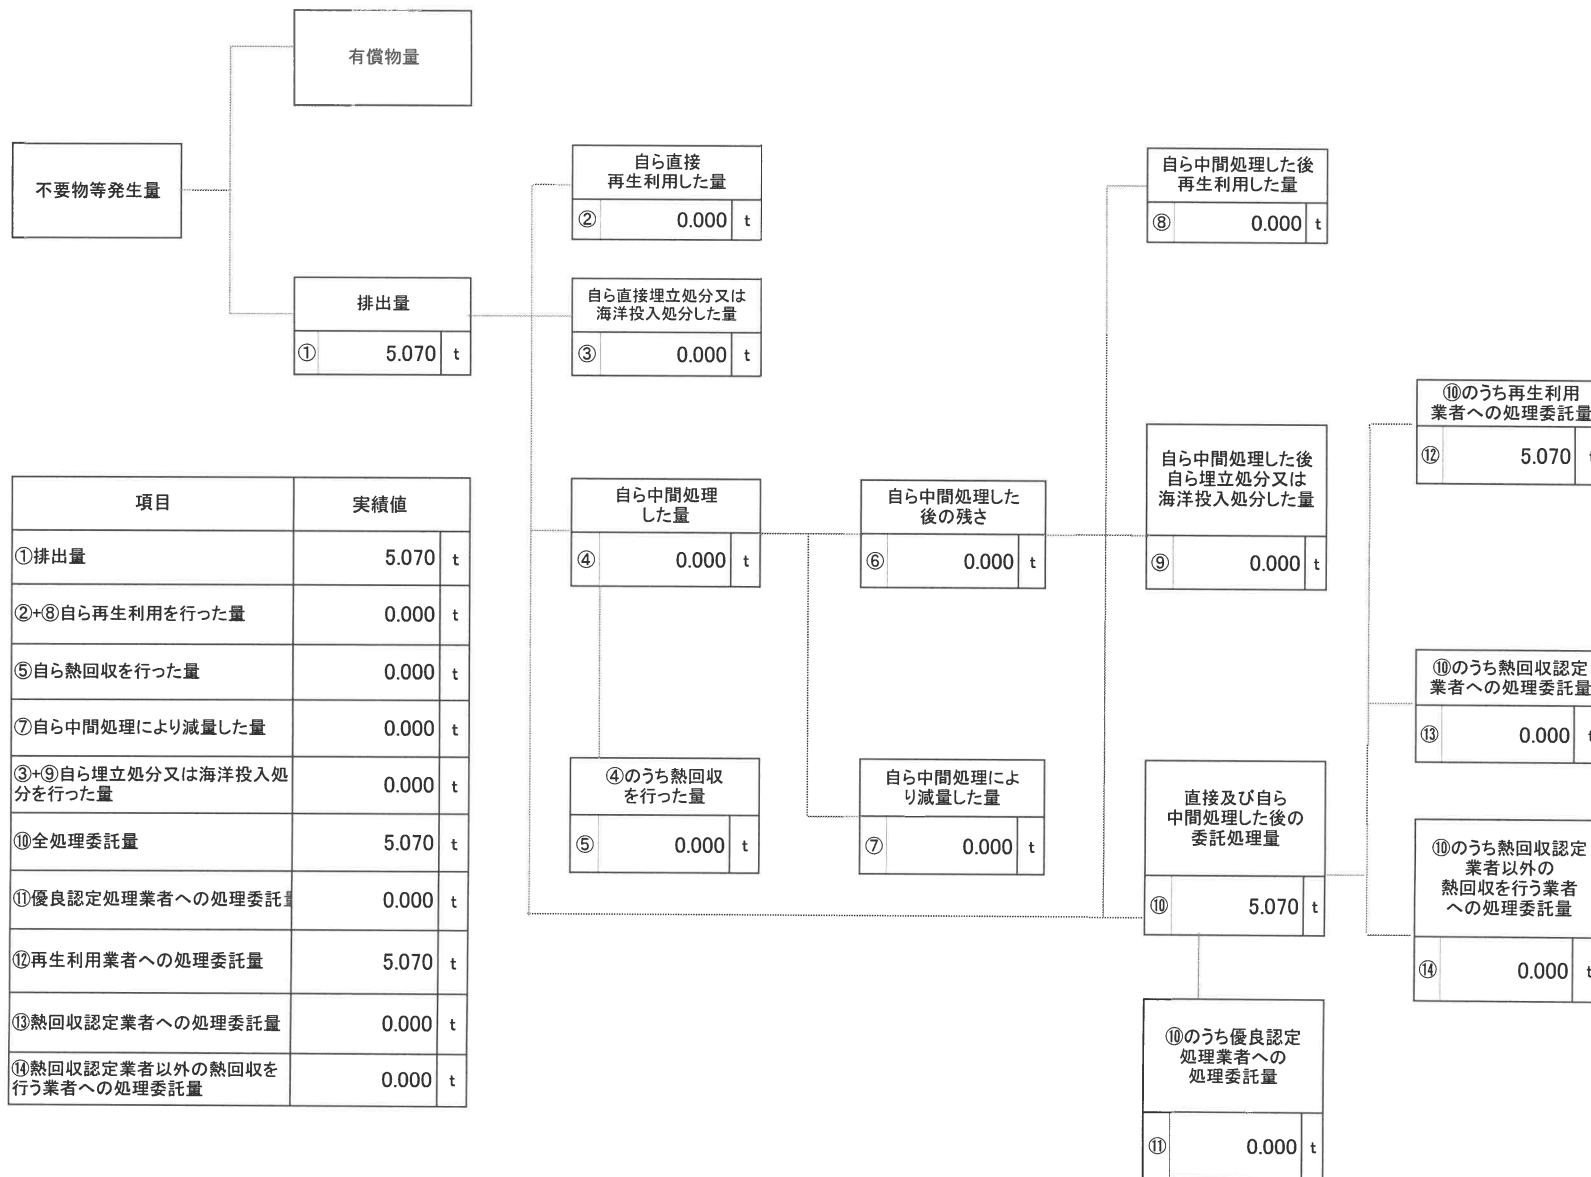 有償物量
不要物等発生量
排出量
① 5.070 t
自ら直接
再生利用した量
② 0.000 t
自ら直接埋立処分又は
海洋投入処分した量
③ 0.000 t
自ら中間処理
した量
④ 0.000 t
④のうち熱回収
を行った量
⑤ 0.000 t
自ら中間処理した
後の残さ
⑥ 0.000 t
自ら中間処理によ
り減量した量
⑦ 0.000 t
自ら中間処理した後
再生利用した量
⑧ 0.000 t
自ら中間処理した後
自ら埋立処分又は
海洋投入処分した量
⑨ 0.000 t
直接及び自ら
中間処理した後の
委託処理量
⑩ 5.070 t
⑩のうち優良認定
処理業者への
処理委託量
⑪ 0.000 t
⑩のうち再生利用
業者への処理委託量
⑫ 5.070 t
⑩のうち熱回収認定
業者への処理委託量
⑬ 0.000 t
⑩のうち熱回収認定
業者以外の
熱回収を行う業者
への処理委託量
⑭ 0.000 t
項目 実績値
①排出量 5.070 t
②+⑧自ら再生利用を行った量 0.000 t
⑤自ら熱回収を行った量 0.000 t
⑦自ら中間処理により減量した量 0.000 t
③+⑨自ら埋立処分又は海洋投入処
分を行った量 0.000 t
⑩全処理委託量 5.070 t
⑪優良認定処理業者への処理委託量 0.000 t
⑫再生利用業者への処理委託量 5.070 t
⑬熱回収認定業者への処理委託量 0.000 t
⑭熱回収認定業者以外の熱回収を
行う業者への処理委託量 0.000 t